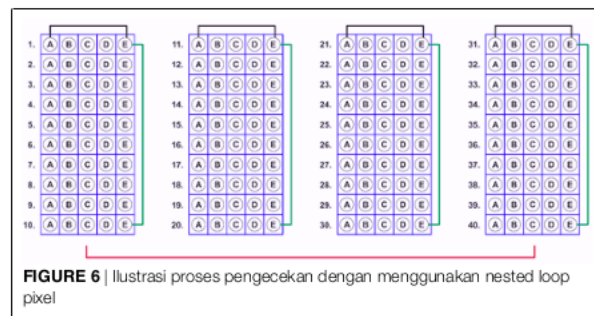 1. A B C D E 11. A B C D E 21. A B C D E 31. A B C D E
2. A B C D E 12. A B C D E 22. A B C D E 32. A B C D E
3. A B C D E 13. A B C D E 23. A B C D E 33. A B C D E
4. A B C D E 14. A B C D E 24. A B C D E 34. A B C D E
5. A B C D E 15. A B C D E 25. A B C D E 35. A B C D E
6. A B C D E 16. A B C D E 26. A B C D E 36. A B C D E
7. A B C D E 17. A B C D E 27. A B C D E 37. A B C D E
8. A B C D E 18. A B C D E 28. A B C D E 38. A B C D E
9. A B C D E 19. A B C D E 29. A B C D E 39. A B C D E
10. A B C D E 20. A B C D E 30. A B C D E 40. A B C D E
FIGURE 6 | Ilustrasi proses pengecekan dengan menggunakan nested loop
pixel